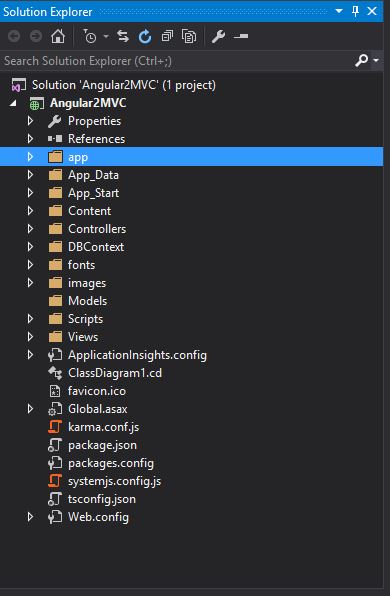 Solution Explorer
Search Solution Explorer (Ctrl+;)
Solution 'Angular2MVC' (1 project)
Angular2MVC
Properties
References
app
App_Data
App_Start
Content
Controllers
DBContext
fonts
images
Models
Scripts
Views
ApplicationInsights.config
ClassDiagram1.cd
favicon.ico
Global.asax
karma.conf.js
package.json
packages.config
systemjs.config.js
tsconfig.json
Web.config